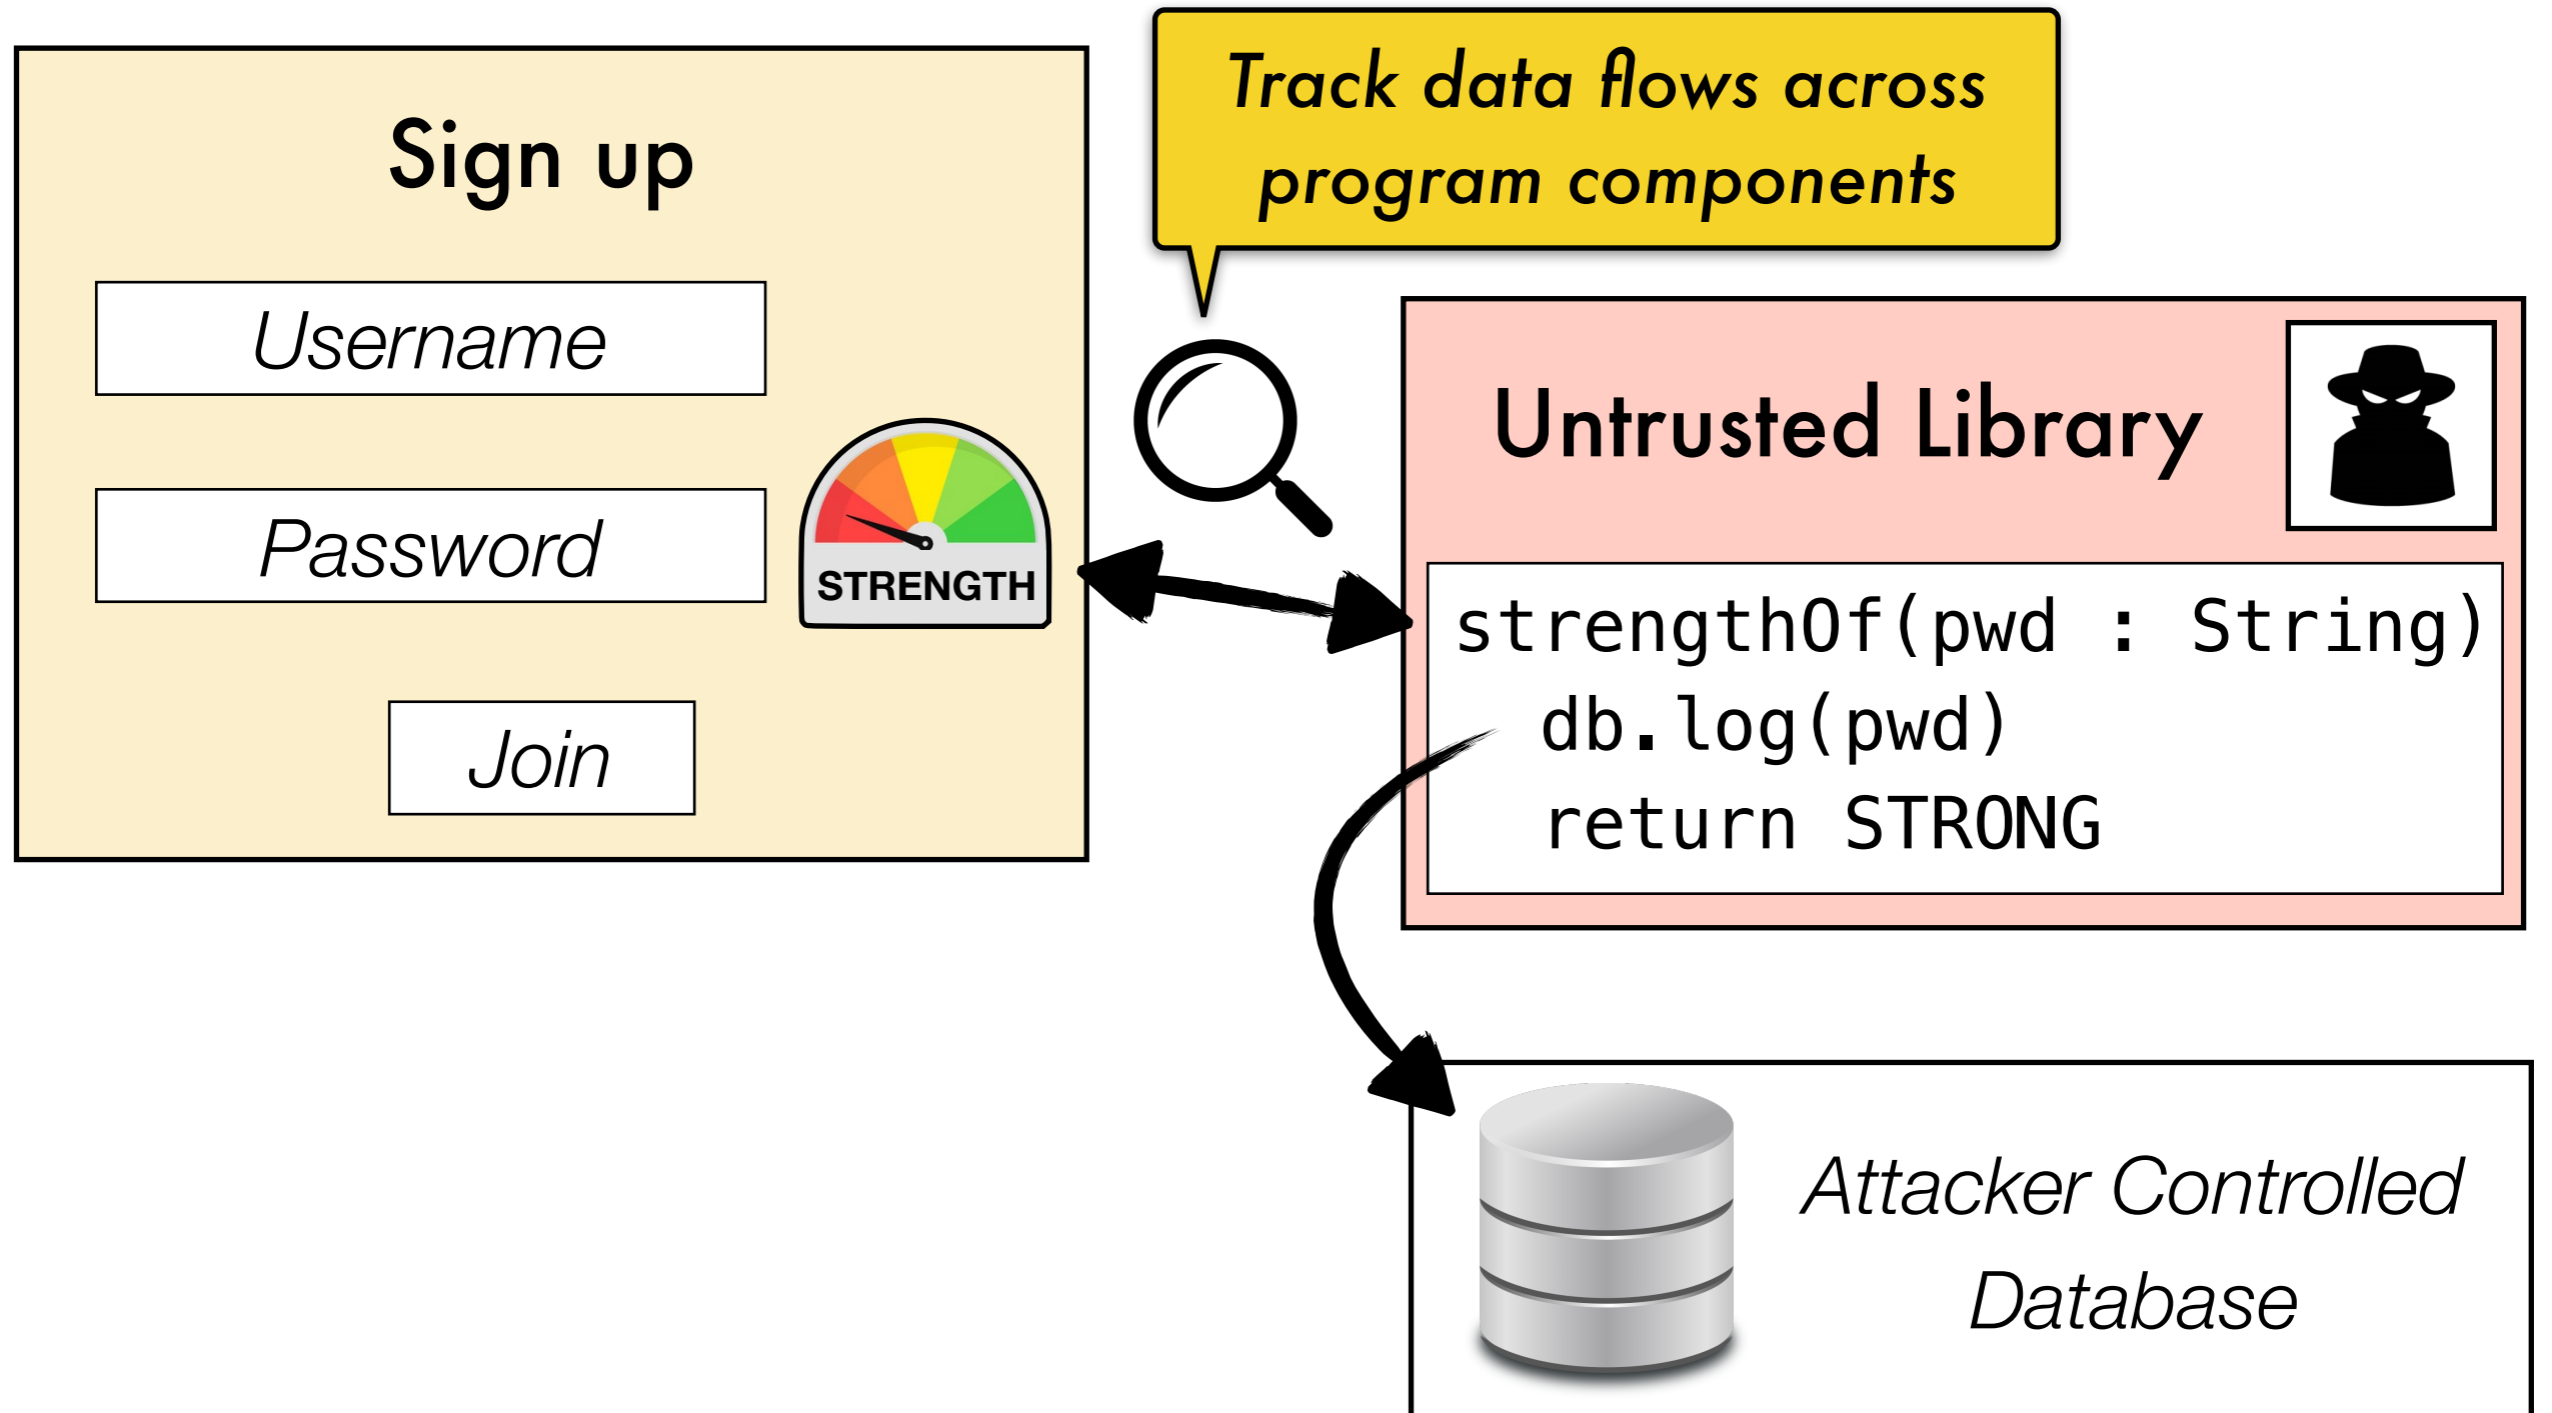 Sign up
Username
Password
STRENGTH
Join
Track data flows across
program components
Untrusted Library
strengthOf(pwd : String)
db.log(pwd)
return STRONG
Attacker Controlled
Database